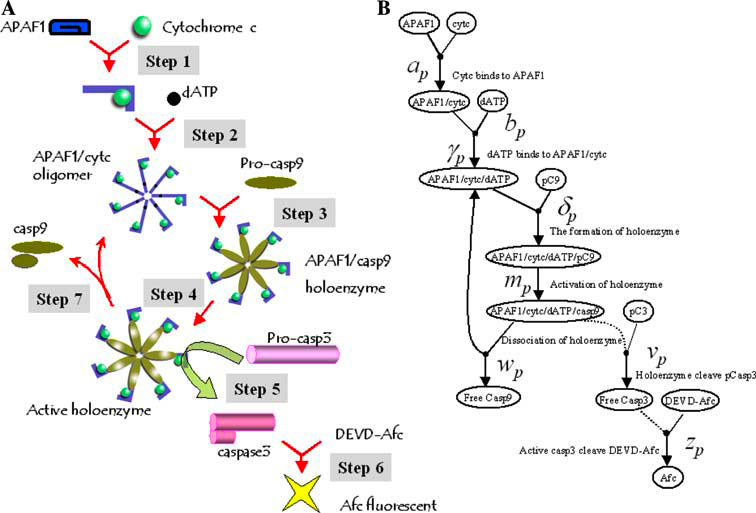 A
APAF1
Cytochrome c
Step 1
dATP
Step 2
APAF1/cytc
oligomer
Pro-casp9
Step 3
casp9
APAF1/casp9
holoenzyme
Step 4
Step 7
Pro-casp3
Step 5
Active holoenzyme
caspase3
DEVD-Afc
Step 6
Afc fluorescent
B
APAF1
cytc
a_p
Cytc binds to APAF1
APAF1/cytc
dATP
b_p
γ_p
dATP binds to APAF1/cytc
APAF1/cytc/dATP
pC9
δ_p
The formation of holoenzyme
APAF1/cytc/dATP/pC9
m_p
Activation of holoenzyme
APAF1/cytc/dATP/casp9
pC3
Dissociation of holoenzyme
w_p
v_p
Holoenzyme cleave pCasp3
Free Casp9
Free Casp3
DEVD-Afc
Active casp3 cleave DEVD-Afc
z_p
Afc